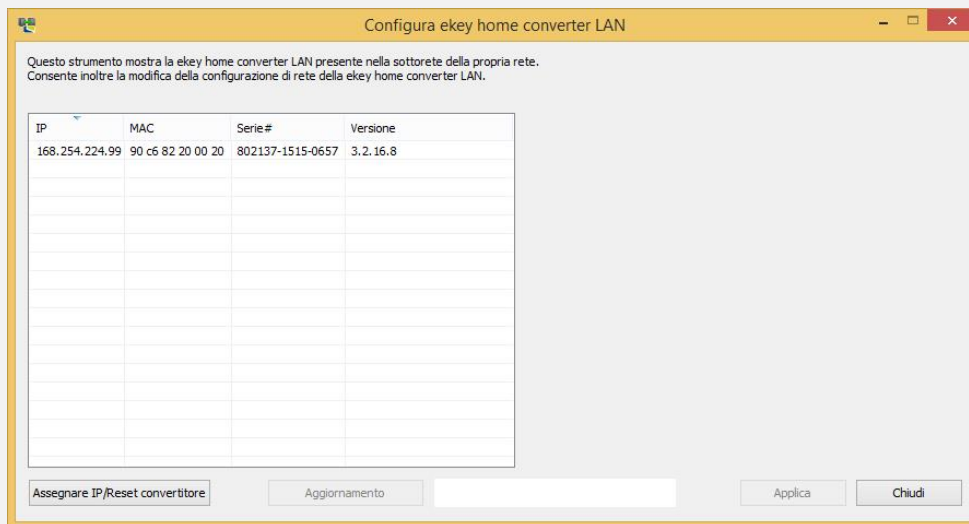 Configura ekey home converter LAN
Questo strumento mostra la ekey home converter LAN presente nella sottorete della propria rete.
Consente inoltre la modifica della configurazione di rete della ekey home converter LAN.
IP MAC Serie# Versione
168.254.224.99 90 c6 82 20 00 20 802137-1515-0657 3.2.16.8
Assegnare IP/Reset convertitore Aggiornamento Applica Chiudi